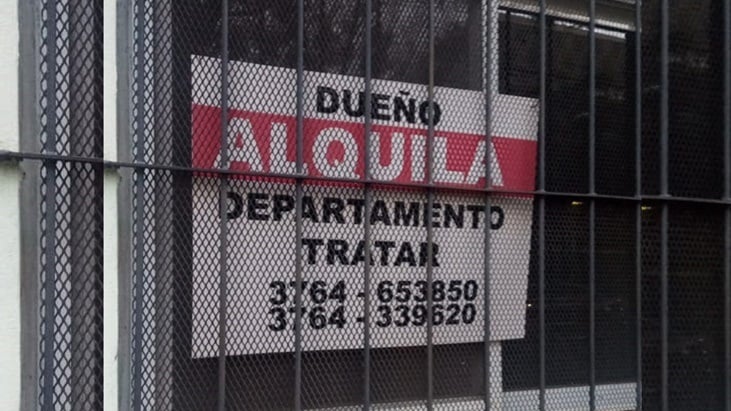 DUEÑO
ALQUILA
DEPARTAMENTO
TRATAR
3764 - 653850
3764 - 339620